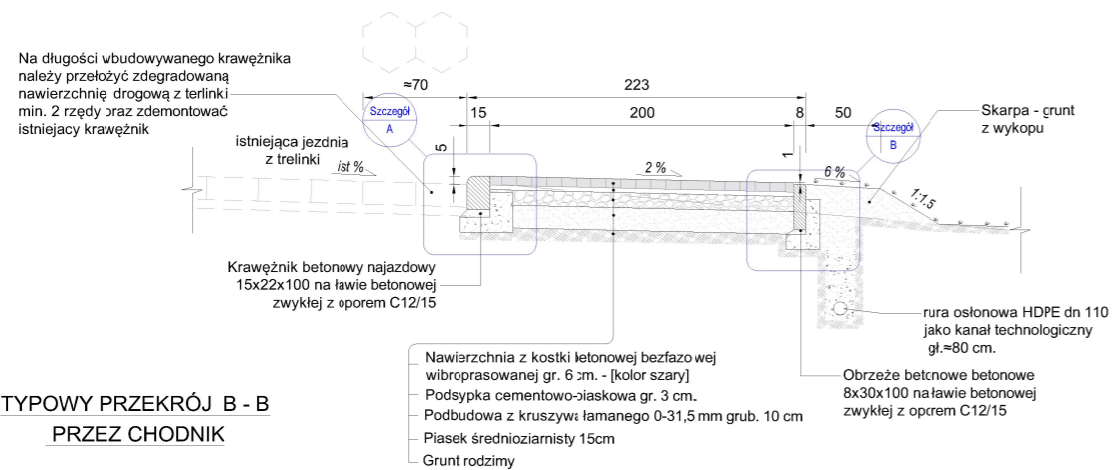 Na długości wbudowywanego krawężnika
należy przełożyć zdegradowaną
nawierzchnię drogową z terlinki
min. 2 rzędy oraz zdemontować
istniejacy krawężnik
≈70
223
Szczegół
A
15
200
8
50
Szczegół
B
Skarpa - grunt
z wykopu
istniejąca jezdnia
z trelinki
ist %
5
2 %
1
6 %
1:1.5
Krawężnik betonowy najazdowy
15x22x100 na ławie betonowej
zwykłej z oporem C12/15
rura osłonowa HDPE dn 110
jako kanał technologiczny
gł.≈80 cm.
Nawierzchnia z kostki betonowej bezfazowej
wibroprasowanej gr. 6 cm. - [kolor szary]
Podsypka cementowo-piaskowa gr. 3 cm.
Podbudowa z kruszywa łamanego 0-31,5 mm grub. 10 cm
Piasek średnioziarnisty 15cm
Grunt rodzimy
Obrzeże betonowe betonowe
8x30x100 na ławie betonowej
zwykłej z oporem C12/15
TYPOWY PRZEKRÓJ B - B
PRZEZ CHODNIK